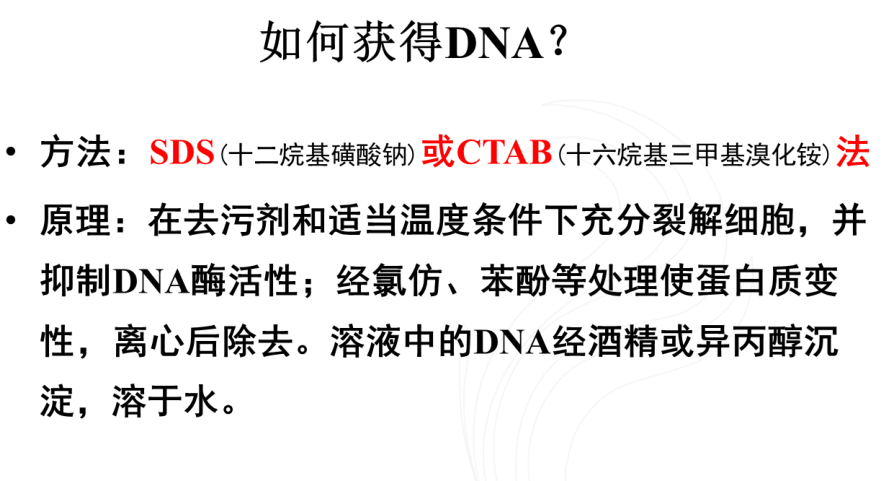 如何获得DNA？
• 方法：SDS(十二烷基磺酸钠)或CTAB(十六烷基三甲基溴化铵)法
• 原理：在去污剂和适当温度条件下充分裂解细胞，并
抑制DNA酶活性；经氯仿、苯酚等处理使蛋白质变
性，离心后除去。溶液中的DNA经酒精或异丙醇沉
淀，溶于水。